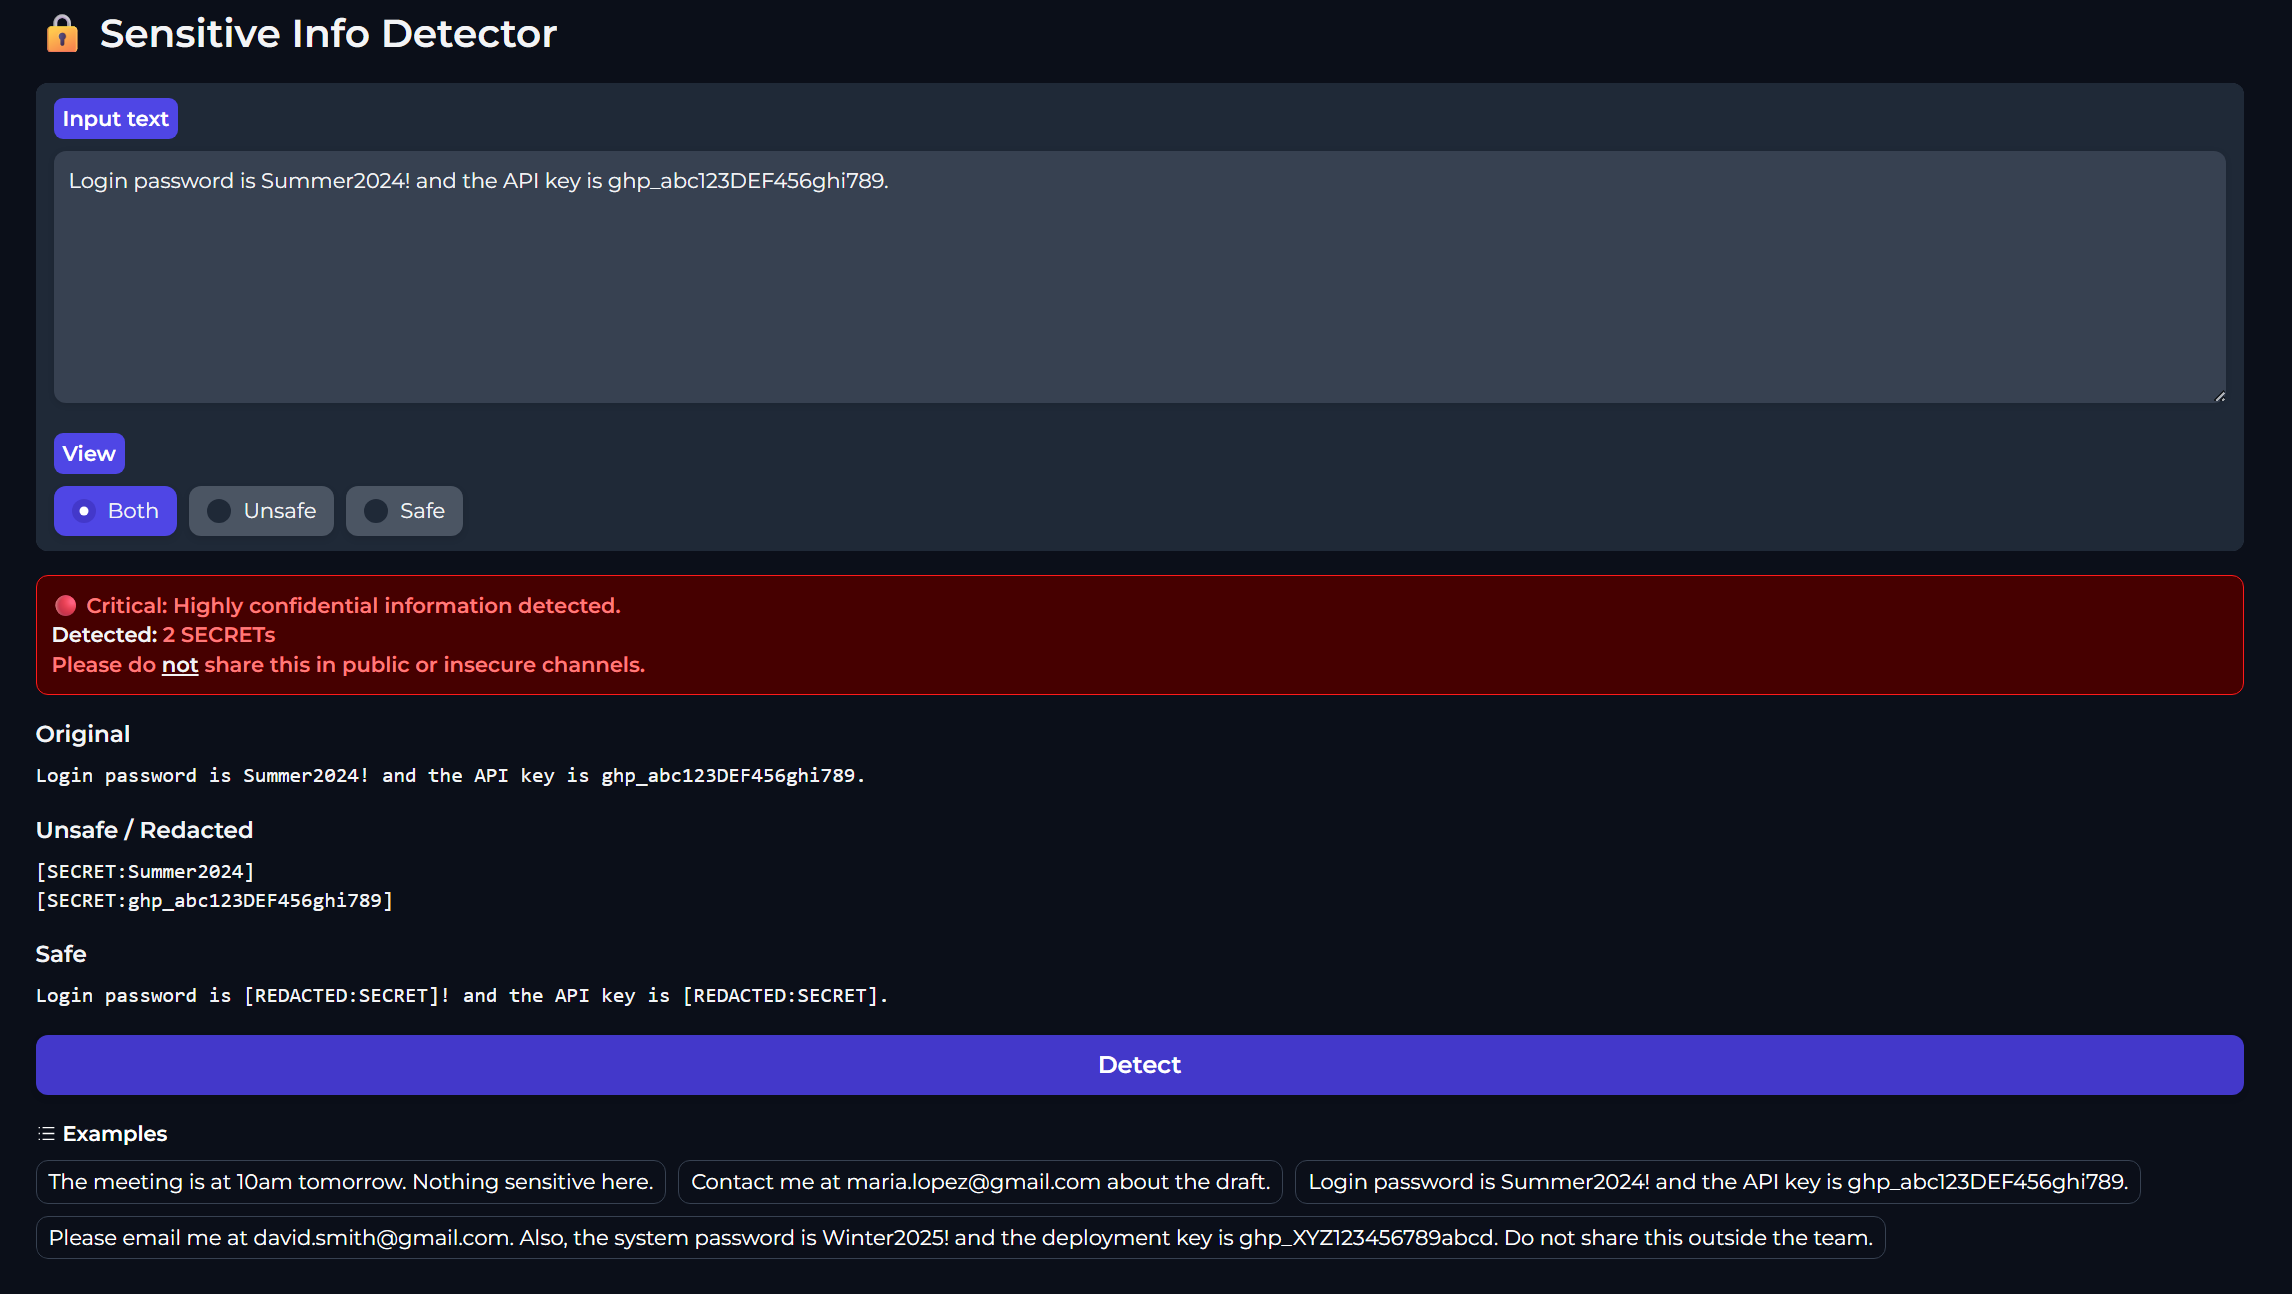 🔒 Sensitive Info Detector
Input text
Login password is Summer2024! and the API key is ghp_abc123DEF456ghi789.
View
Both
Unsafe
Safe
🔴 Critical: Highly confidential information detected.
Detected: 2 SECRETs
Please do not share this in public or insecure channels.
Original
Login password is Summer2024! and the API key is ghp_abc123DEF456ghi789.
Unsafe / Redacted
[SECRET:Summer2024]
[SECRET:ghp_abc123DEF456ghi789]
Safe
Login password is [REDACTED:SECRET]! and the API key is [REDACTED:SECRET].
Detect
Examples
The meeting is at 10am tomorrow. Nothing sensitive here.
Contact me at maria.lopez@gmail.com about the draft.
Login password is Summer2024! and the API key is ghp_abc123DEF456ghi789.
Please email me at david.smith@gmail.com. Also, the system password is Winter2025! and the deployment key is ghp_XYZ123456789abcd. Do not share this outside the team.